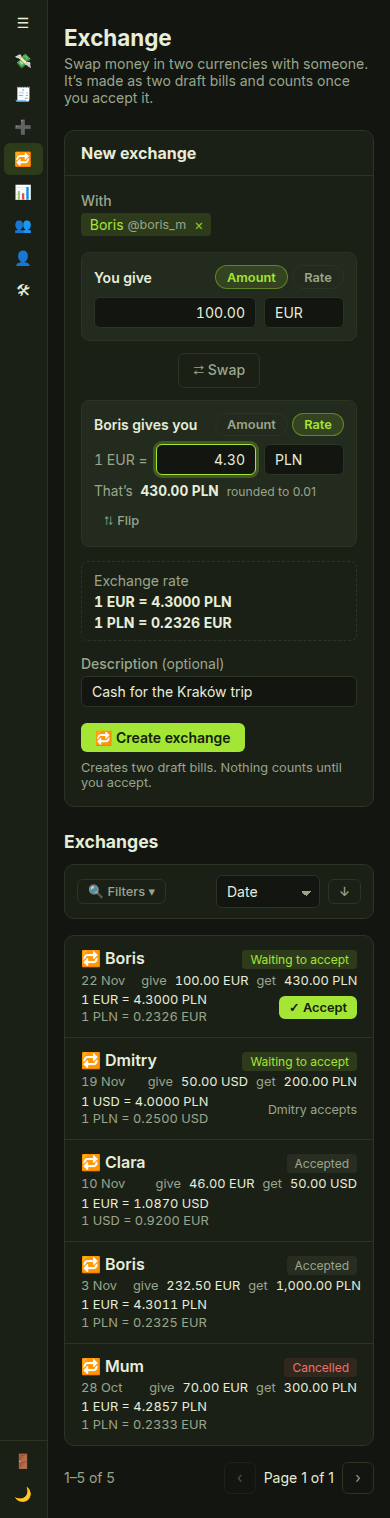 Exchange
Swap money in two currencies with someone.
It's made as two draft bills and counts once
you accept it.
New exchange
With
Boris @boris_m ×
You give Amount Rate
100.00 EUR
⇄ Swap
Boris gives you Amount Rate
1 EUR = 4.30 PLN
That's 430.00 PLN rounded to 0.01
⇅ Flip
Exchange rate
1 EUR = 4.3000 PLN
1 PLN = 0.2326 EUR
Description (optional)
Cash for the Kraków trip
🔁 Create exchange
Creates two draft bills. Nothing counts until
you accept.
Exchanges
🔍 Filters ▾ Date ↓
🔁 Boris Waiting to accept
22 Nov give 100.00 EUR get 430.00 PLN
1 EUR = 4.3000 PLN
1 PLN = 0.2326 EUR
✓ Accept
🔁 Dmitry Waiting to accept
19 Nov give 50.00 USD get 200.00 PLN
1 USD = 4.0000 PLN
1 PLN = 0.2500 USD
Dmitry accepts
🔁 Clara Accepted
10 Nov give 46.00 EUR get 50.00 USD
1 EUR = 1.0870 USD
1 USD = 0.9200 EUR
🔁 Boris Accepted
3 Nov give 232.50 EUR get 1,000.00 PLN
1 EUR = 4.3011 PLN
1 PLN = 0.2325 EUR
🔁 Mum Cancelled
28 Oct give 70.00 EUR get 300.00 PLN
1 EUR = 4.2857 PLN
1 PLN = 0.2333 EUR
1–5 of 5 ‹ Page 1 of 1 ›